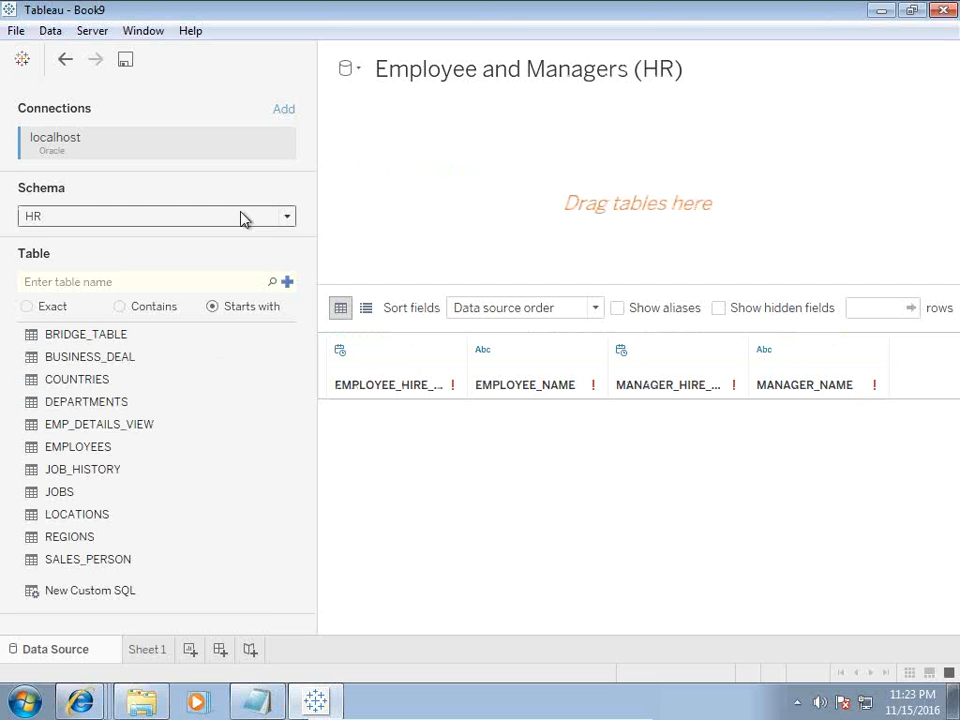 Tableau - Book9
File Data Server Window Help
Connections Add
localhost
Oracle
Schema
HR
Table
Enter table name
Exact Contains Starts with
BRIDGE_TABLE
BUSINESS_DEAL
COUNTRIES
DEPARTMENTS
EMP_DETAILS_VIEW
EMPLOYEES
JOB_HISTORY
JOBS
LOCATIONS
REGIONS
SALES_PERSON
New Custom SQL
Employee and Managers (HR)
Drag tables here
Sort fields Data source order Show aliases Show hidden fields rows
Abc Abc
EMPLOYEE_HIRE_... ! EMPLOYEE_NAME ! MANAGER_HIRE_... ! MANAGER_NAME !
Data Source Sheet 1
11:23 PM
11/15/2016